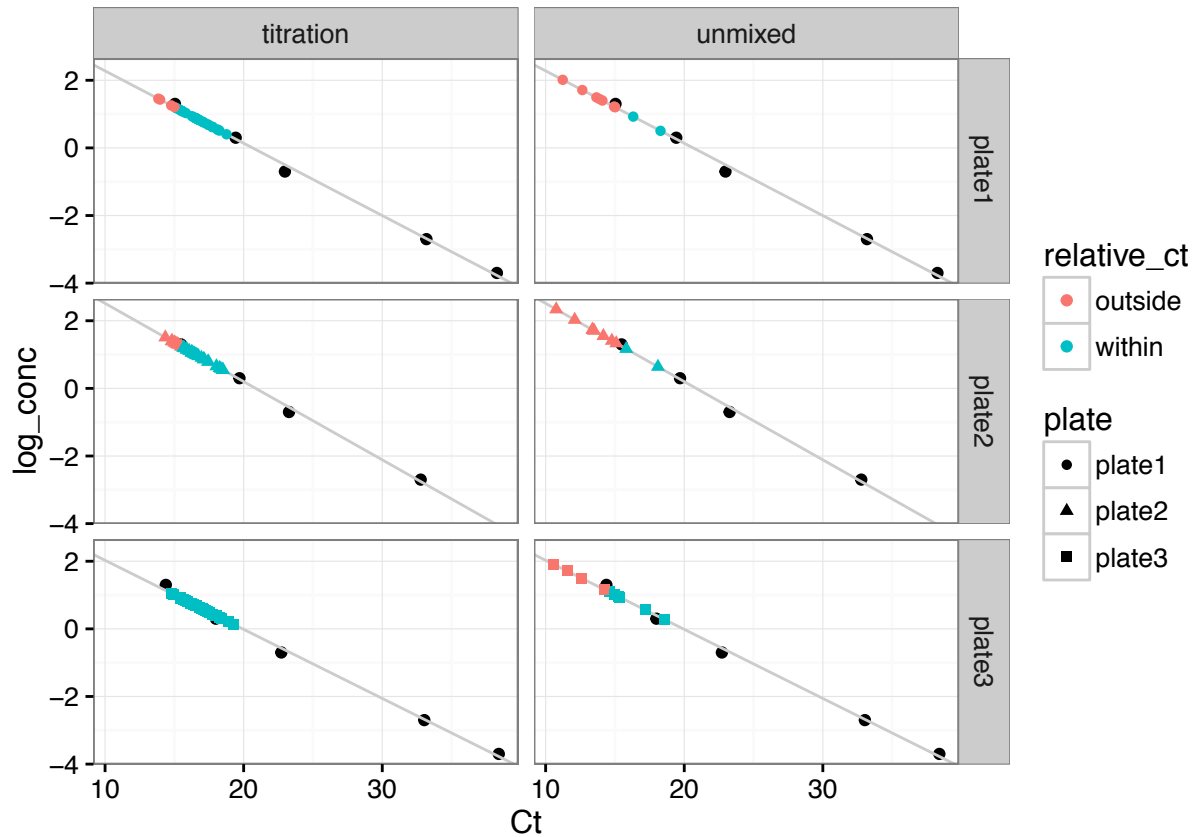 titration unmixed
2
0
−2
−4
plate1
2
0
−2
−4
plate2
2
0
−2
−4
plate3
log_conc
10 20 30 10 20 30
Ct
relative_ct
outside
within
plate
plate1
plate2
plate3